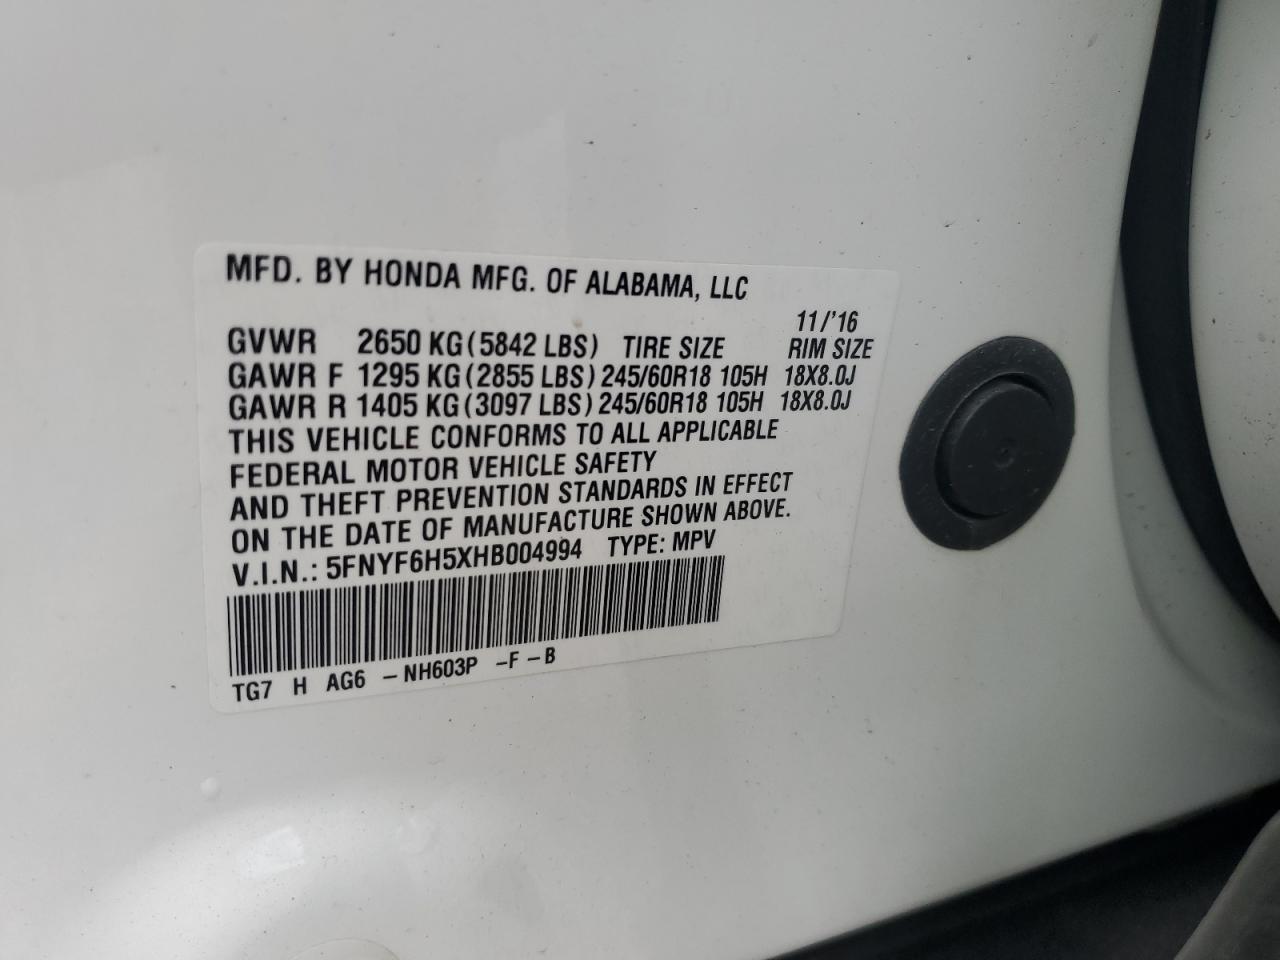 MFD. BY HONDA MFG. OF ALABAMA, LLC
11/'16
GVWR 2650 KG (5842 LBS) TIRE SIZE RIM SIZE
GAWR F 1295 KG (2855 LBS) 245/60R18 105H 18X8.0J
GAWR R 1405 KG (3097 LBS) 245/60R18 105H 18X8.0J
THIS VEHICLE CONFORMS TO ALL APPLICABLE
FEDERAL MOTOR VEHICLE SAFETY
AND THEFT PREVENTION STANDARDS IN EFFECT
ON THE DATE OF MANUFACTURE SHOWN ABOVE.
V.I.N.: 5FNYF6H5XHB004994 TYPE: MPV
TG7 H AG6 - NH603P -F - B